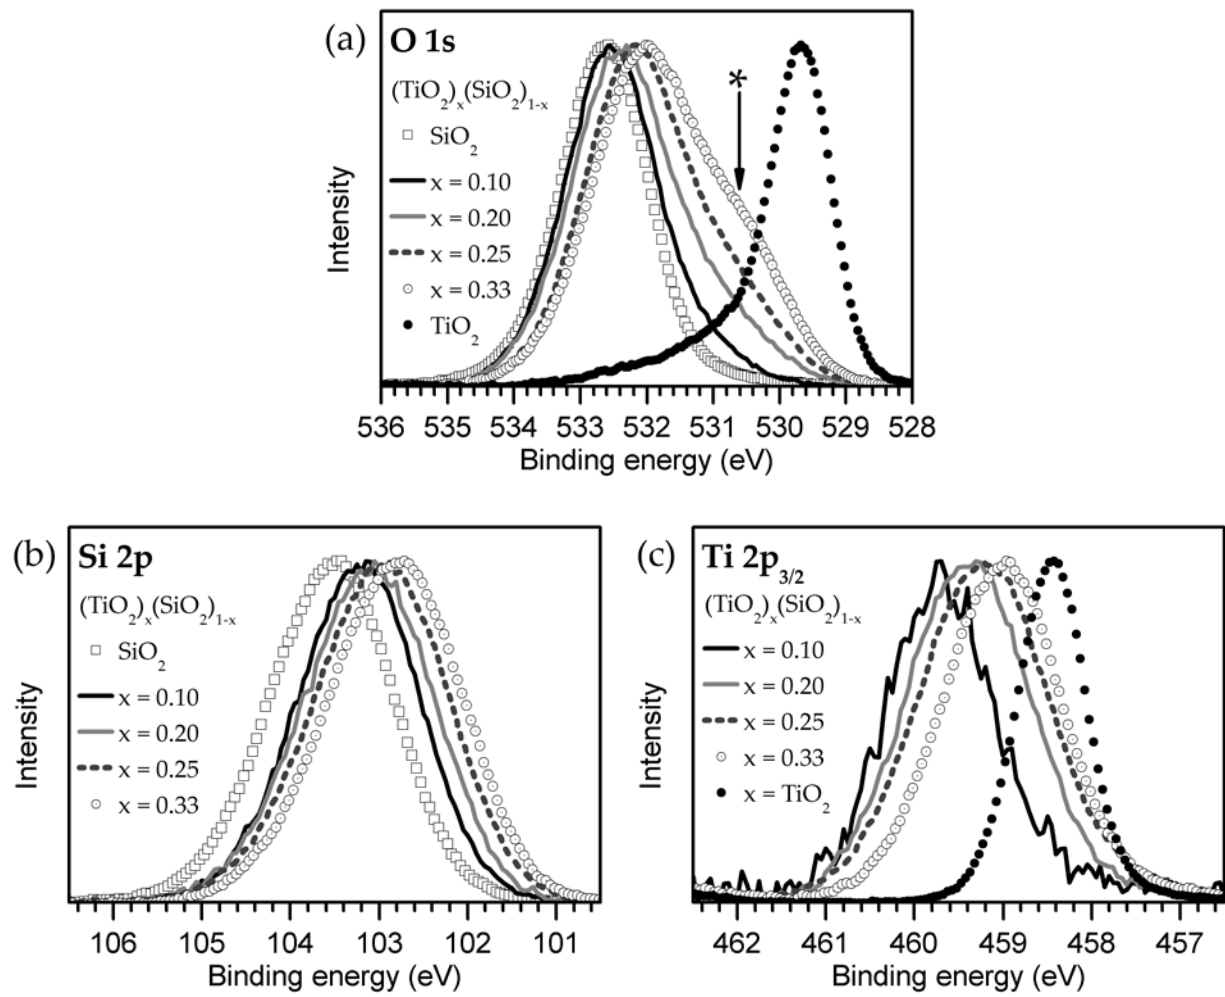 (a)
O 1s
(TiO₂)ₓ(SiO₂)₁₋ₓ
SiO₂
x = 0.10
x = 0.20
x = 0.25
x = 0.33
TiO₂
*
Intensity
536 535 534 533 532 531 530 529 528
Binding energy (eV)
(b)
Si 2p
(TiO₂)ₓ(SiO₂)₁₋ₓ
SiO₂
x = 0.10
x = 0.20
x = 0.25
x = 0.33
Intensity
106 105 104 103 102 101
Binding energy (eV)
(c)
Ti 2p₃/₂
(TiO₂)ₓ(SiO₂)₁₋ₓ
x = 0.10
x = 0.20
x = 0.25
x = 0.33
x = TiO₂
Intensity
462 461 460 459 458 457
Binding energy (eV)